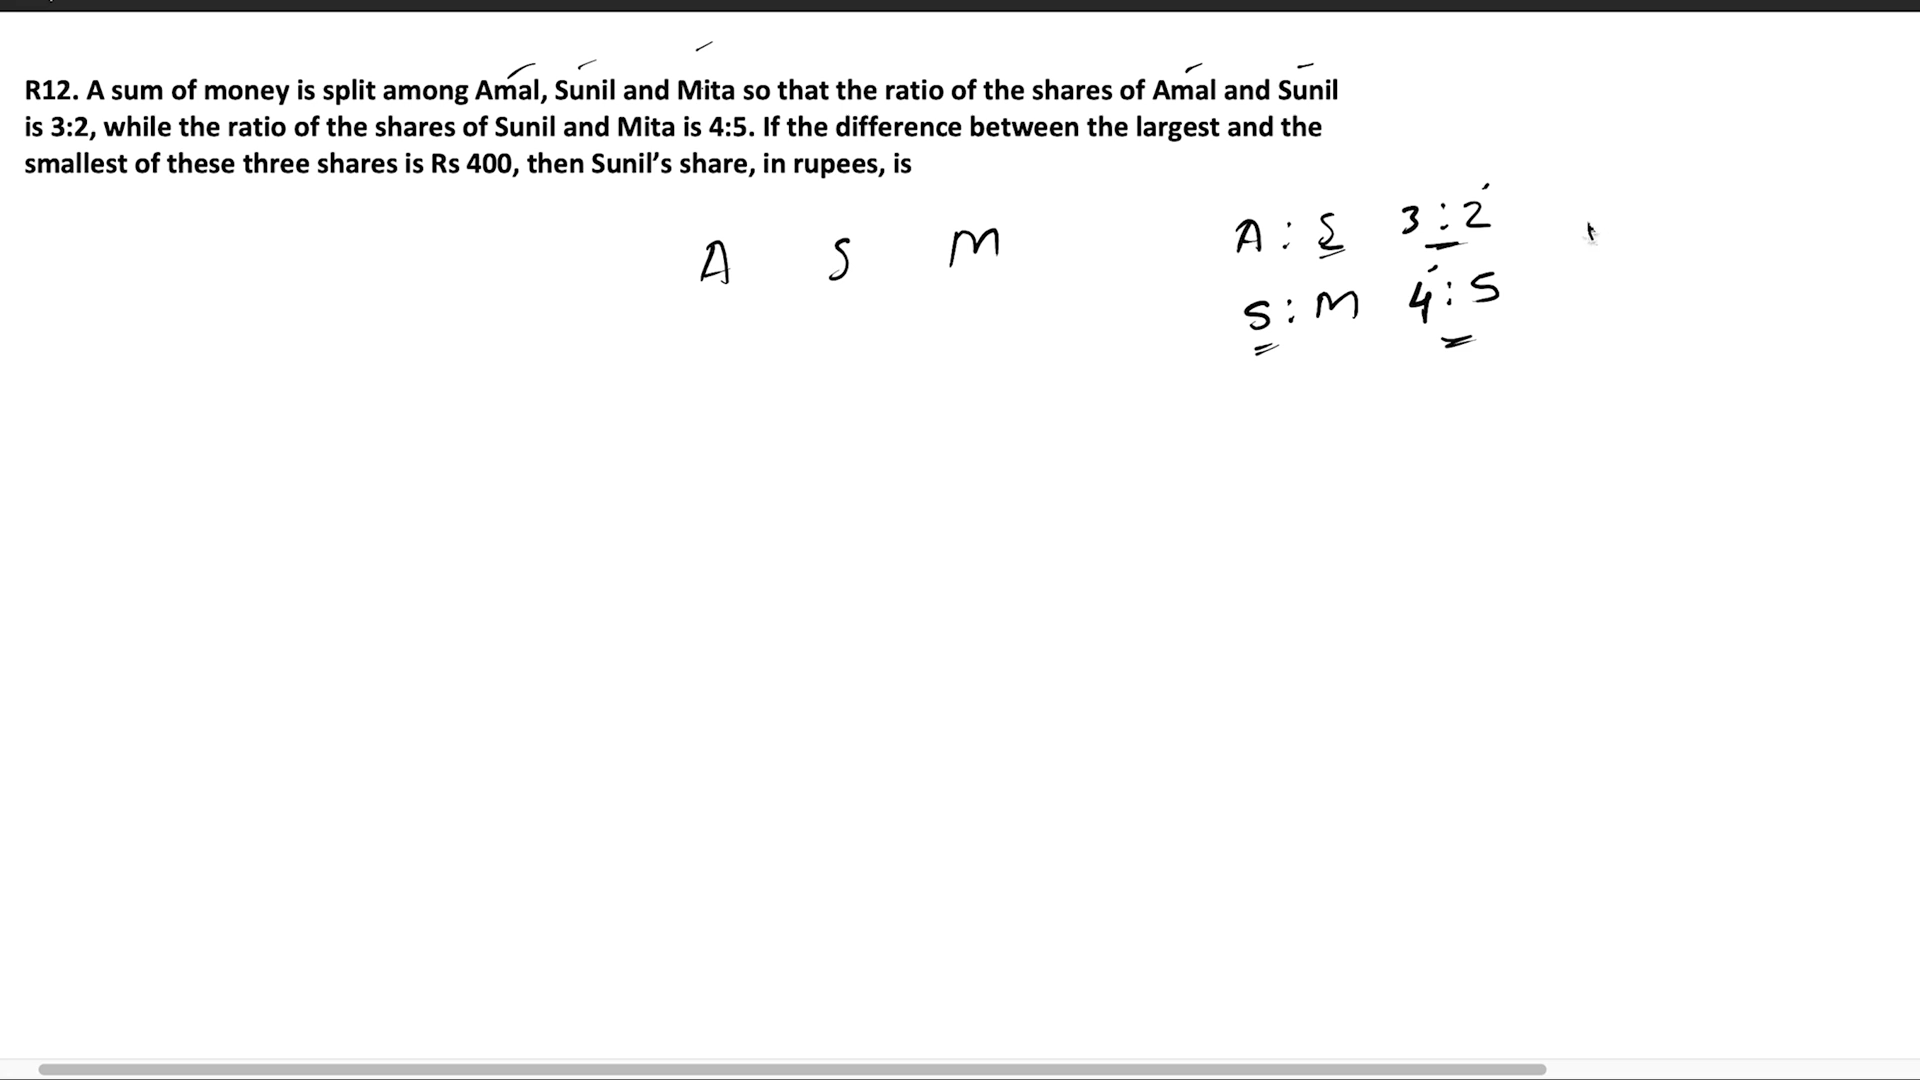 R12. A sum of money is split among Amal, Sunil and Mita so that the ratio of the shares of Amal and Sunil
is 3:2, while the ratio of the shares of Sunil and Mita is 4:5. If the difference between the largest and the
smallest of these three shares is Rs 400, then Sunil’s share, in rupees, is
A : S 3 : 2
A S M
S : M 4 : 5